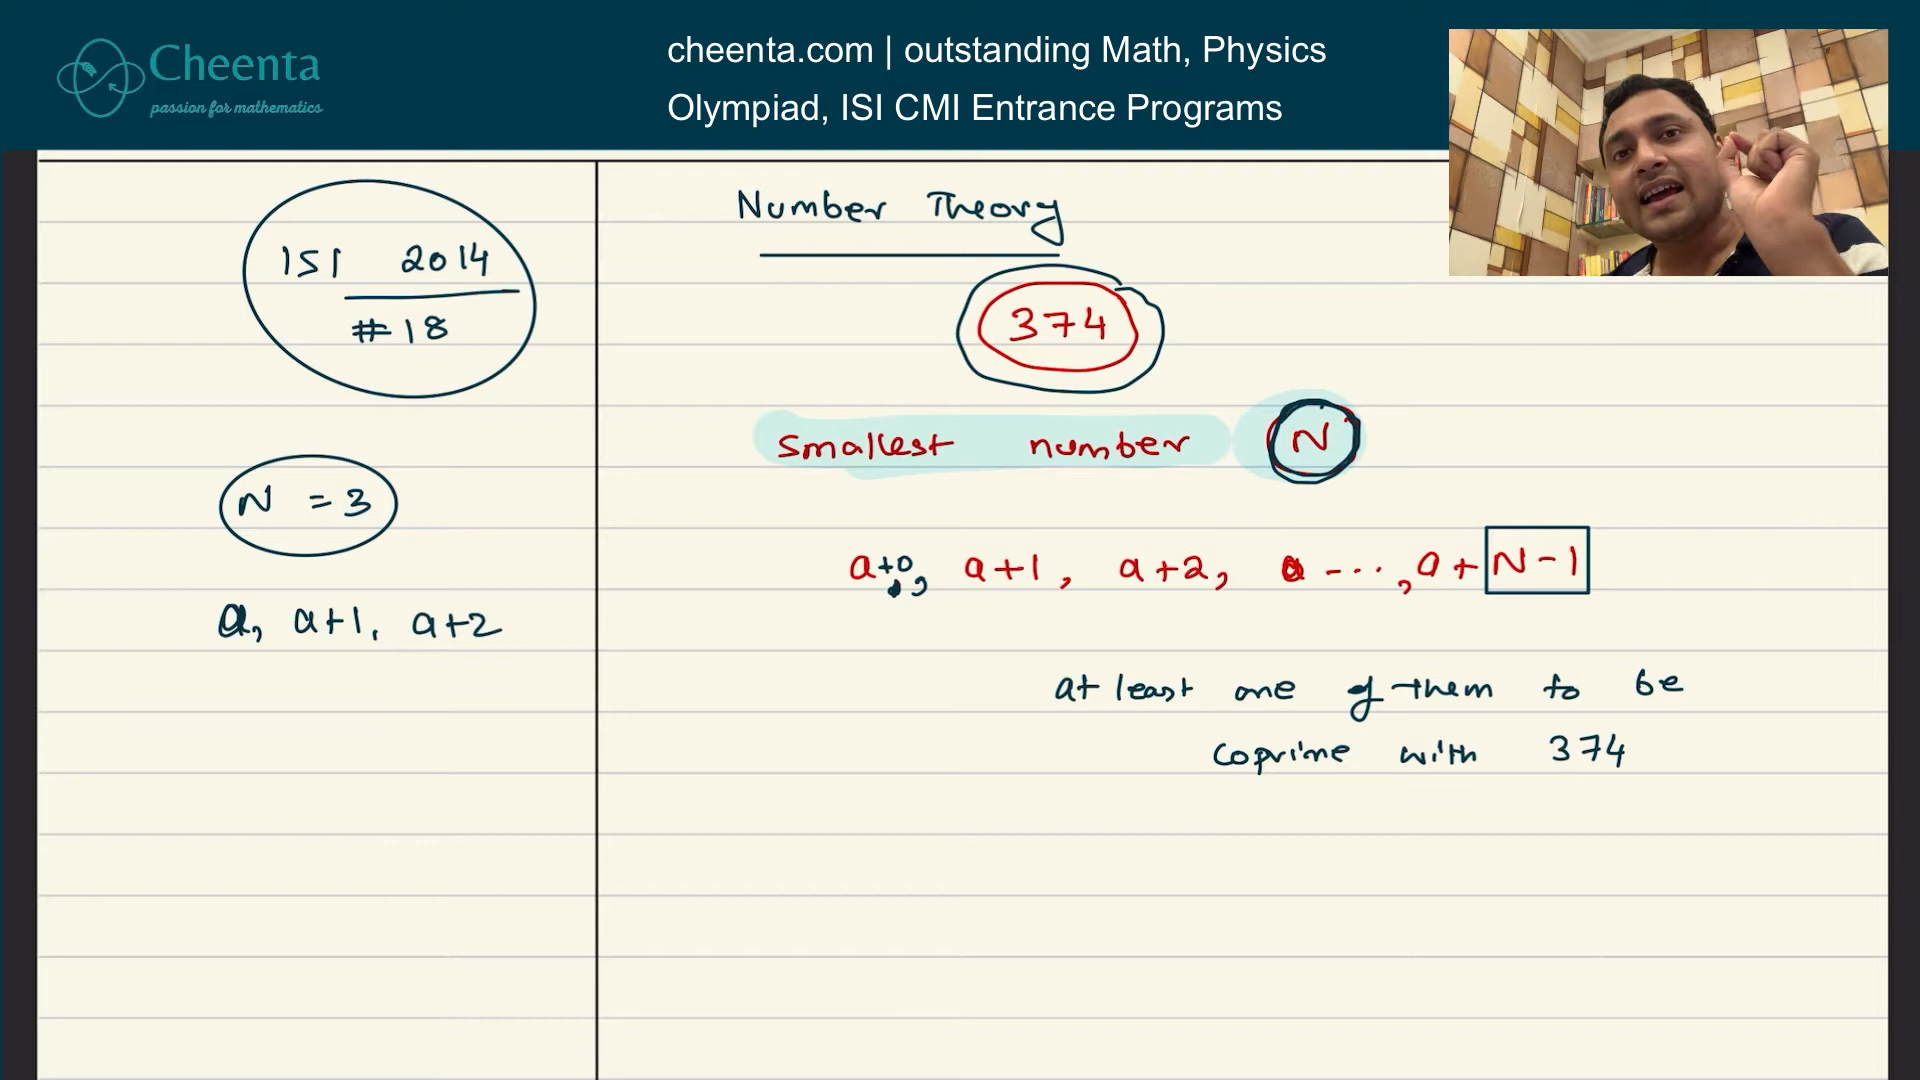 Cheenta
passion for mathematics
cheenta.com | outstanding Math, Physics
Olympiad, ISI CMI Entrance Programs
ISI 2014
#18
N = 3
a, a+1, a+2
Number Theory
374
smallest number N
a+0, a+1, a+2, a ---, a + N-1
at least one of them to be
coprime with 374